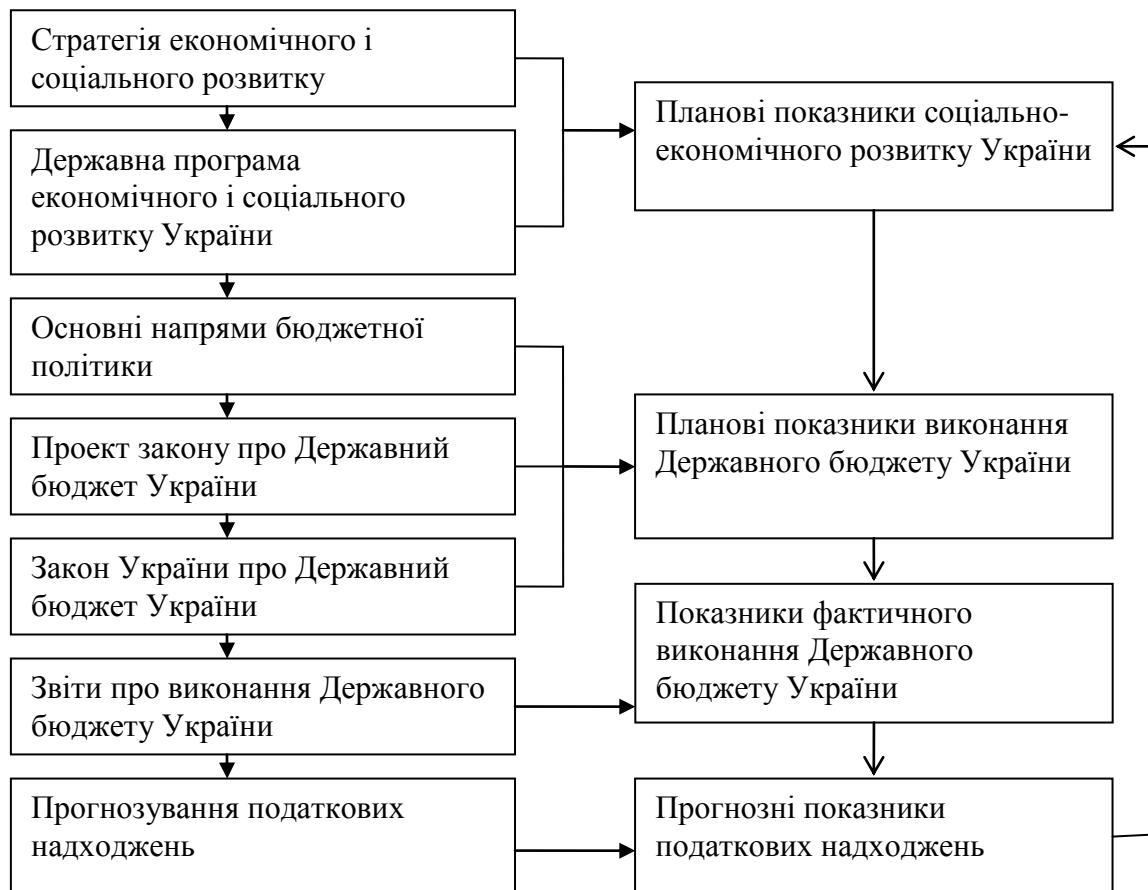 Стратегія економічного і
соціального розвитку
Державна програма
економічного і соціального
розвитку України
Основні напрями бюджетної
політики
Проект закону про Державний
бюджет України
Закон України про Державний
бюджет України
Звіти про виконання Державного
бюджету України
Прогнозування податкових
надходжень
Планові показники соціально-
економічного розвитку України
Планові показники виконання
Державного бюджету України
Показники фактичного
виконання Державного
бюджету України
Прогнозні показники
податкових надходжень